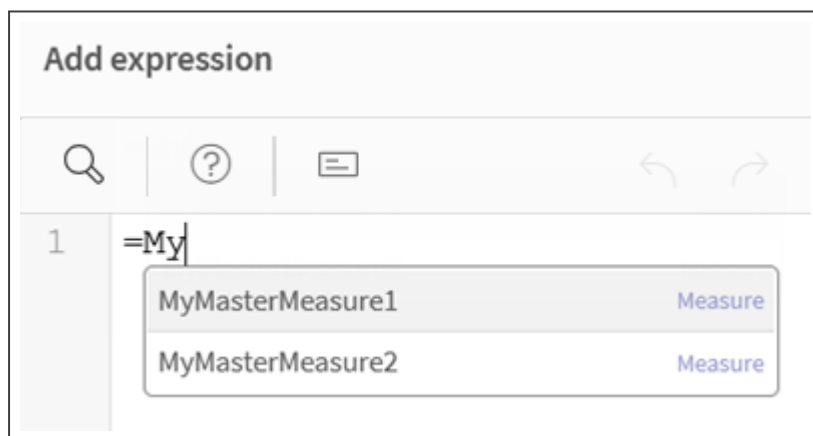 Add expression
1 =My
MyMasterMeasure1 Measure
MyMasterMeasure2 Measure